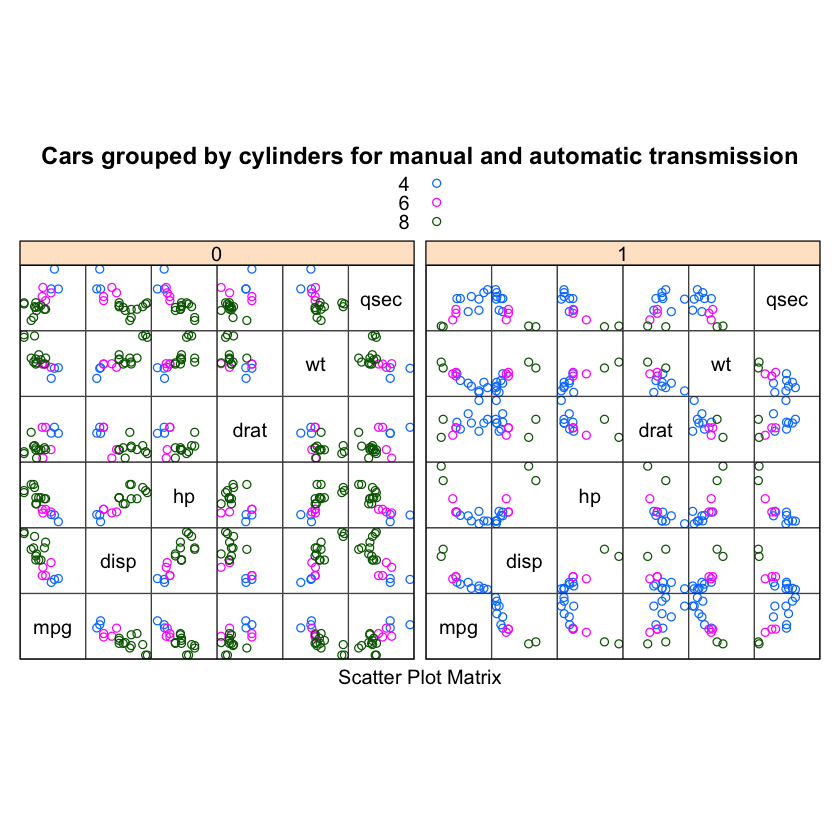 Cars grouped by cylinders for manual and automatic transmission
4
6
8
0
1
qsec
qsec
wt
wt
drat
drat
hp
hp
disp
disp
mpg
mpg
Scatter Plot Matrix